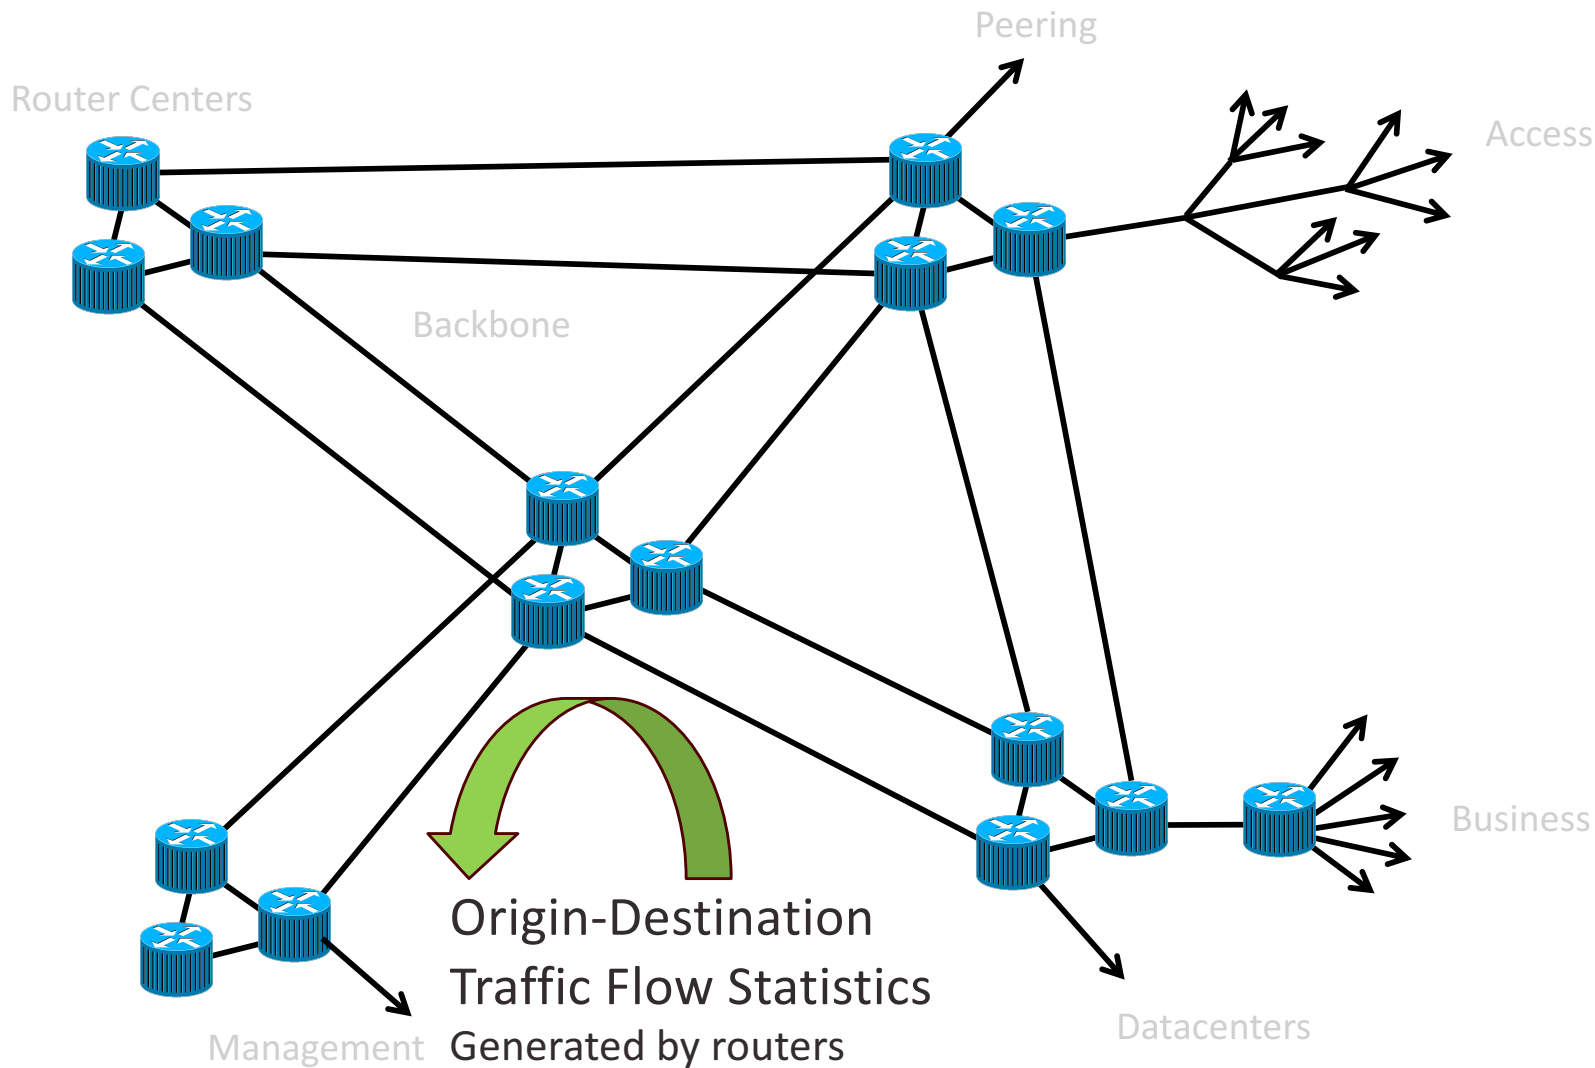 Peering
Router Centers
Access
Backbone
Business
Origin-Destination
Traffic Flow Statistics
Generated by routers
Datacenters
Management